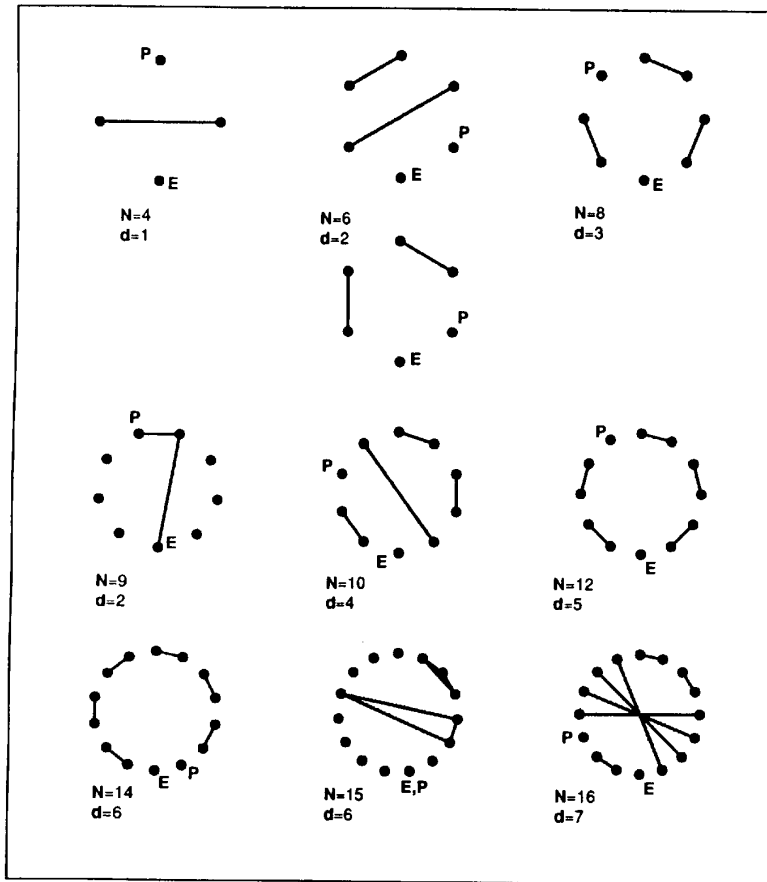 P
E
N=4
d=1
P
E
N=6
d=2
P
E
N=8
d=3
P
E
P
E
N=9
d=2
P
E
N=10
d=4
P
E
N=12
d=5
E
P
N=14
d=6
E,P
N=15
d=6
P
E
N=16
d=7